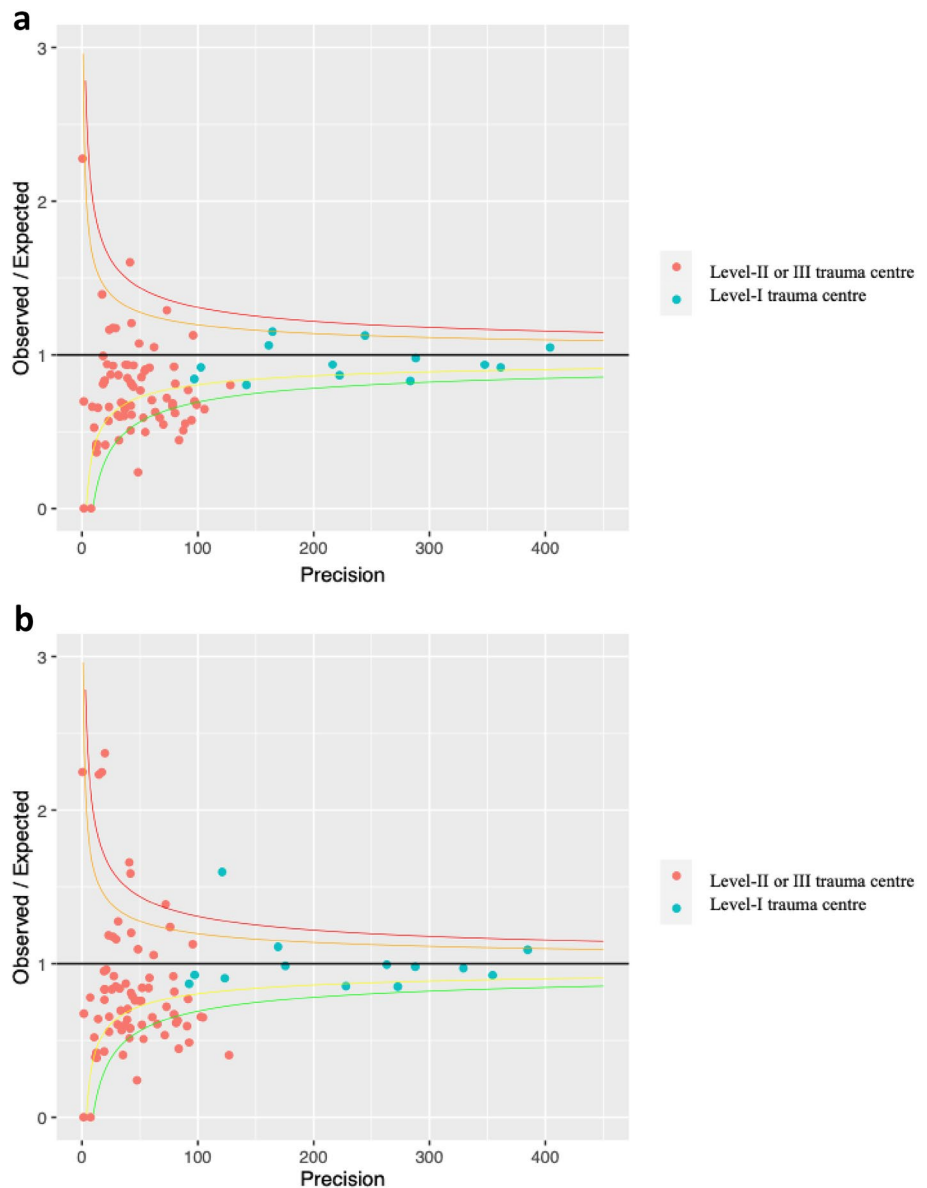 a
3
2
1
0
Observed / Expected
0 100 200 300 400
Precision
Level-II or III trauma centre
Level-I trauma centre
b
3
2
1
0
Observed / Expected
0 100 200 300 400
Precision
Level-II or III trauma centre
Level-I trauma centre